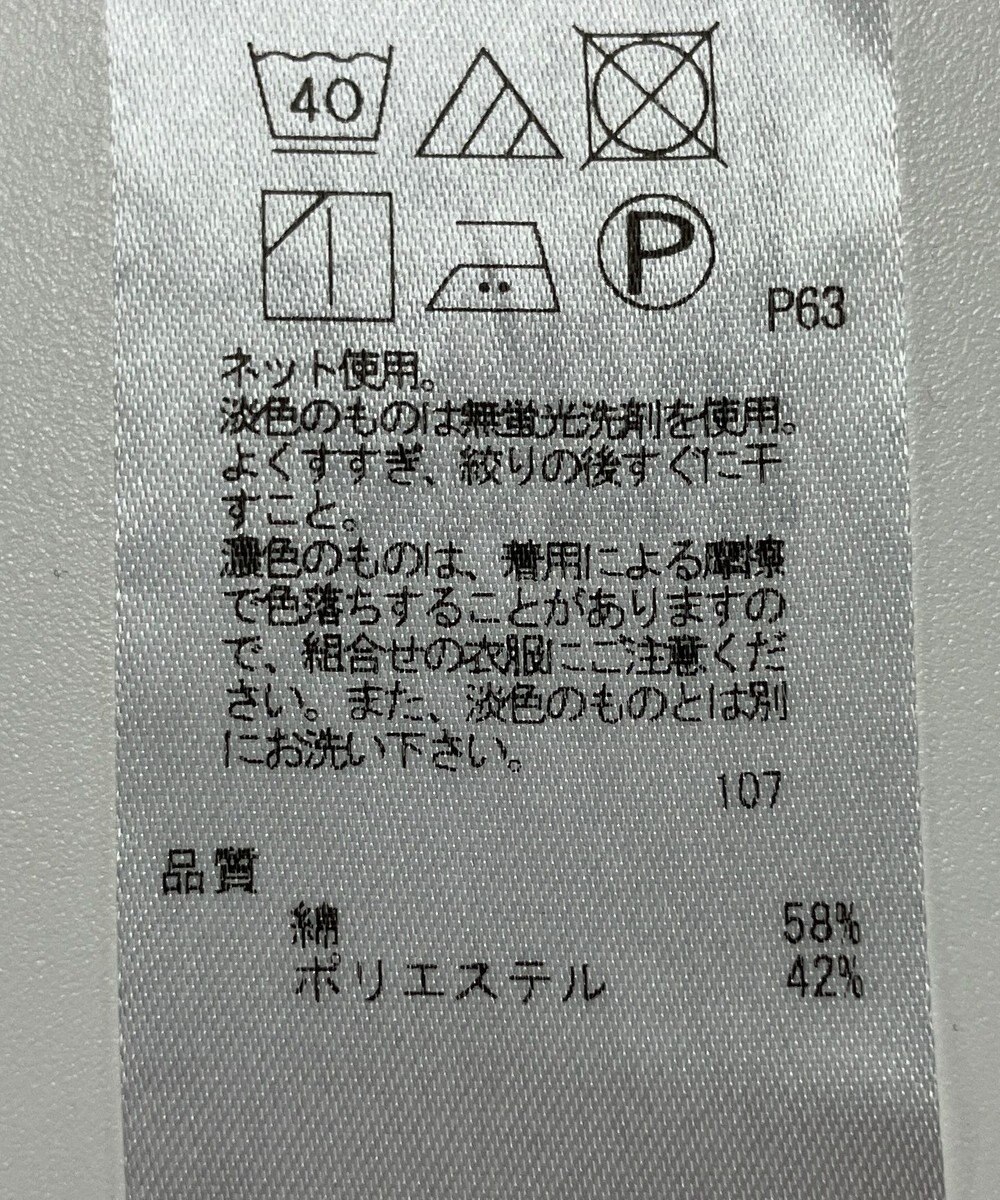 40
P
P63
ネット使用。
淡色のものは無蛍光洗剤を使用。
よくすすぎ、絞りの後すぐに干
すこと。
濃色のものは、着用による摩擦
で色落ちすることがありますの
で、組合せの衣服にご注意くだ
さい。また、淡色のものとは別
にお洗い下さい。
107
品質
綿 58%
ポリエステル 42%